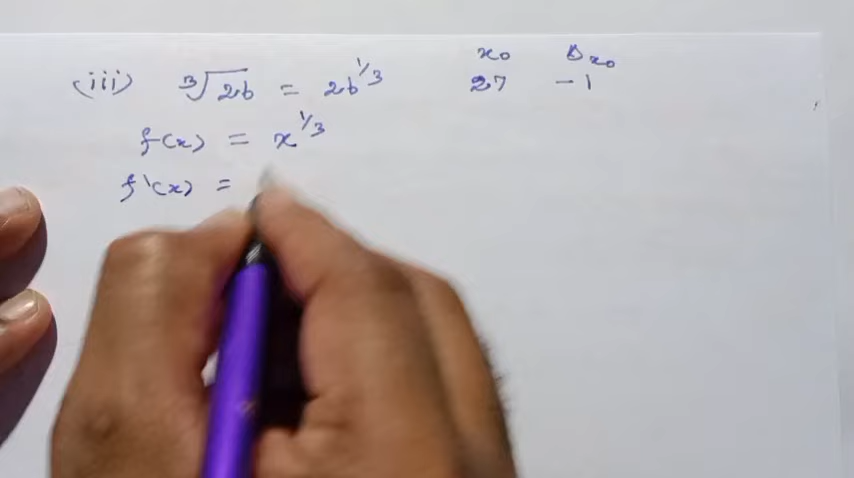 (iii) ∛26 = 26^1/3 x₀ Δx₀
27 -1
f(x) = x^1/3
f'(x) =